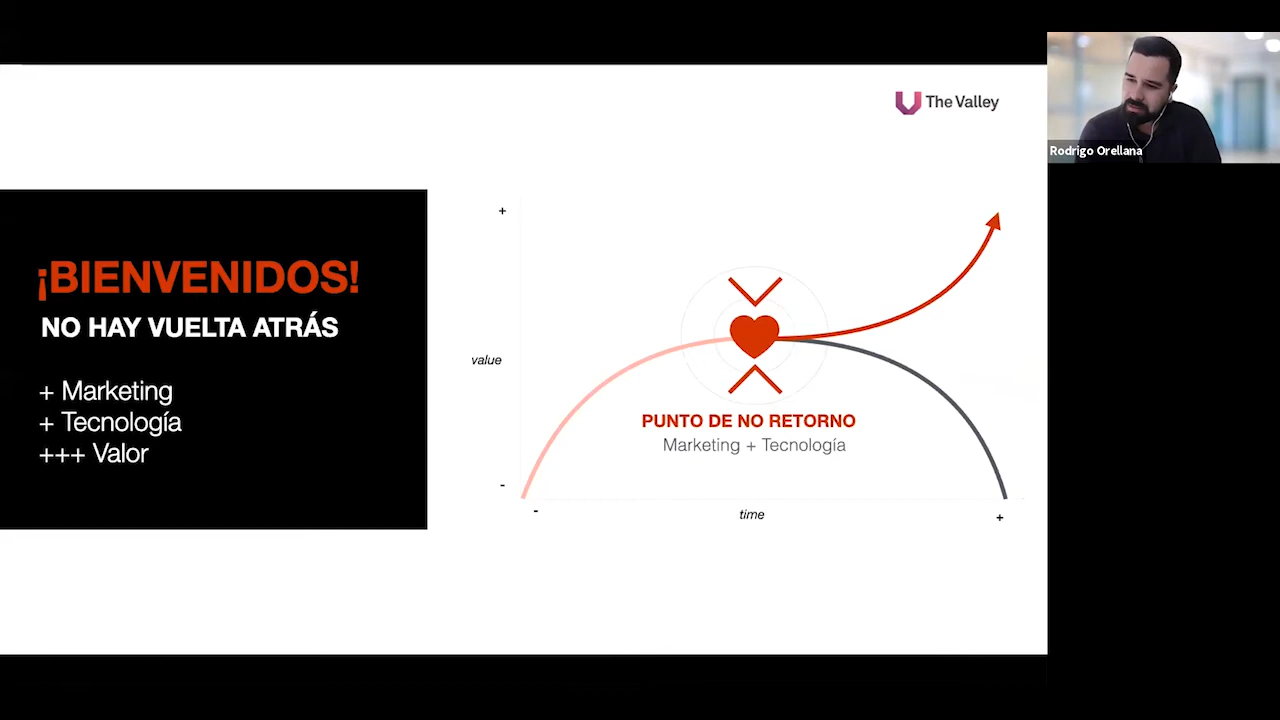 The Valley
Rodrigo Orellana
¡BIENVENIDOS!
NO HAY VUELTA ATRÁS
+ Marketing
+ Tecnología
+++ Valor
+
value
PUNTO DE NO RETORNO
Marketing + Tecnología
-
-
time
+